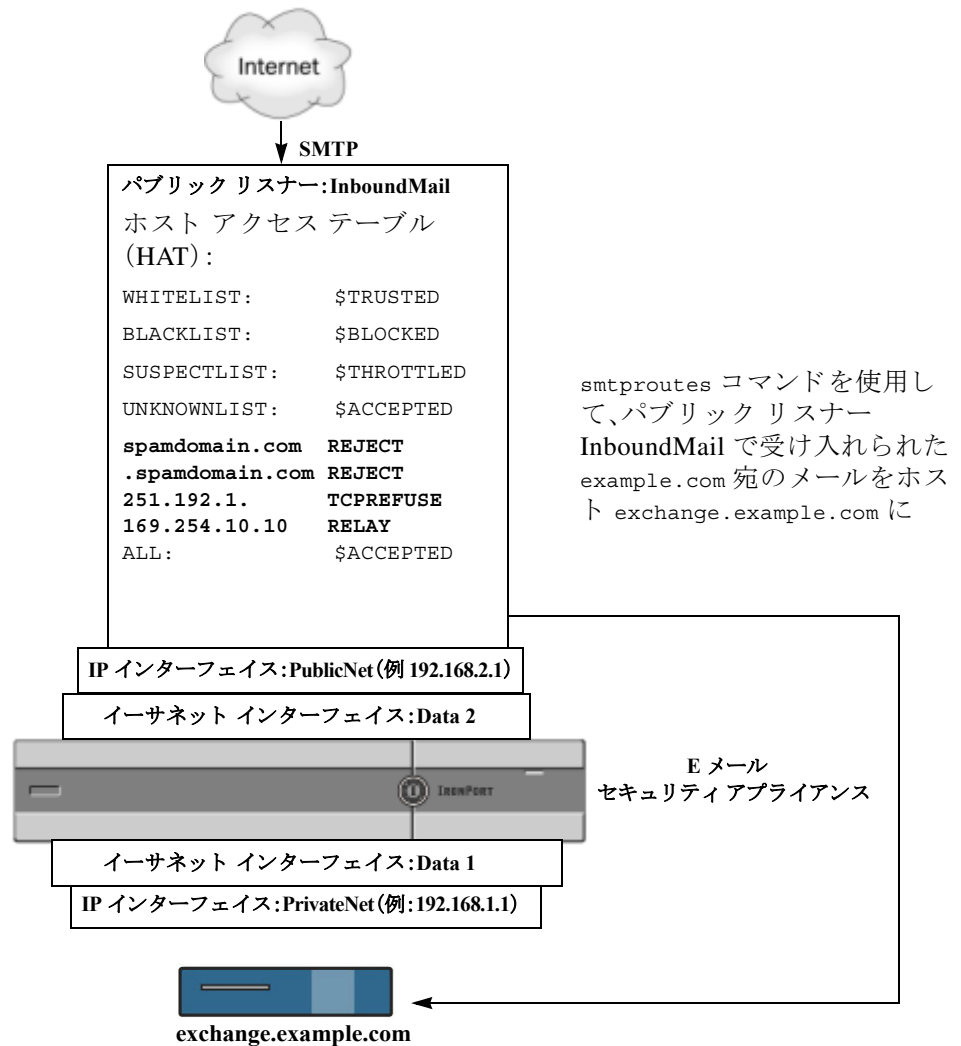 Internet
SMTP
パブリック リスナー:InboundMail
ホスト アクセス テーブル
(HAT):
WHITELIST: $TRUSTED
BLACKLIST: $BLOCKED
SUSPECTLIST: $THROTTLED
UNKNOWNLIST: $ACCEPTED
spamdomain.com REJECT
.spamdomain.com REJECT
251.192.1. TCPREFUSE
169.254.10.10 RELAY
ALL: $ACCEPTED
smtproutes コマンドを使用し
て、パブリック リスナー
InboundMail で受け入れられた
example.com 宛のメールをホス
ト exchange.example.com に
IP インターフェイス:PublicNet(例 192.168.2.1)
イーサネット インターフェイス:Data 2
IRONPORT
E メール
セキュリティ アプライアンス
イーサネット インターフェイス:Data 1
IP インターフェイス:PrivateNet(例:192.168.1.1)
exchange.example.com